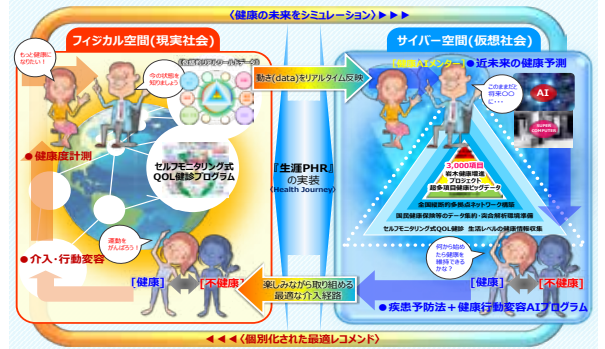 〈健康の未来をシミュレーション〉▶▶▶
フィジカル空間(現実社会)
サイバー空間(仮想社会)
もっと健康に
なりたい!
今の状態を
知りましょう
動き(data)をリアルタイム反映
[健康AIメンター]
●近未来の健康予測
このままだと
将来〇〇
に・・・
AI
SUPER
COMPUTER
●健康度計測
セルフモニタリング式
QOL健診プログラム
『生涯PHR』
の実装
〈Health Journey〉
3,000項目
岩木健康増進
プロジェクト
超多項目健康ビッグデータ
全国縦断的多拠点ネットワーク構築
国民健康保険等のデータ集約・突合解析環境準備
セルフモニタリング式QOL健診 生活レベルの健康情報収集
●介入・行動変容
運動を
がんばろう!
[健康]
[不健康]
楽しみながら取り組める
最適な介入経路
何から始め
たら健康を
維持できる
かな?
[健康]
[不健康]
●疾患予防法+健康行動変容AIプログラム
◀◀◀〈個別化された最適レコメンド〉